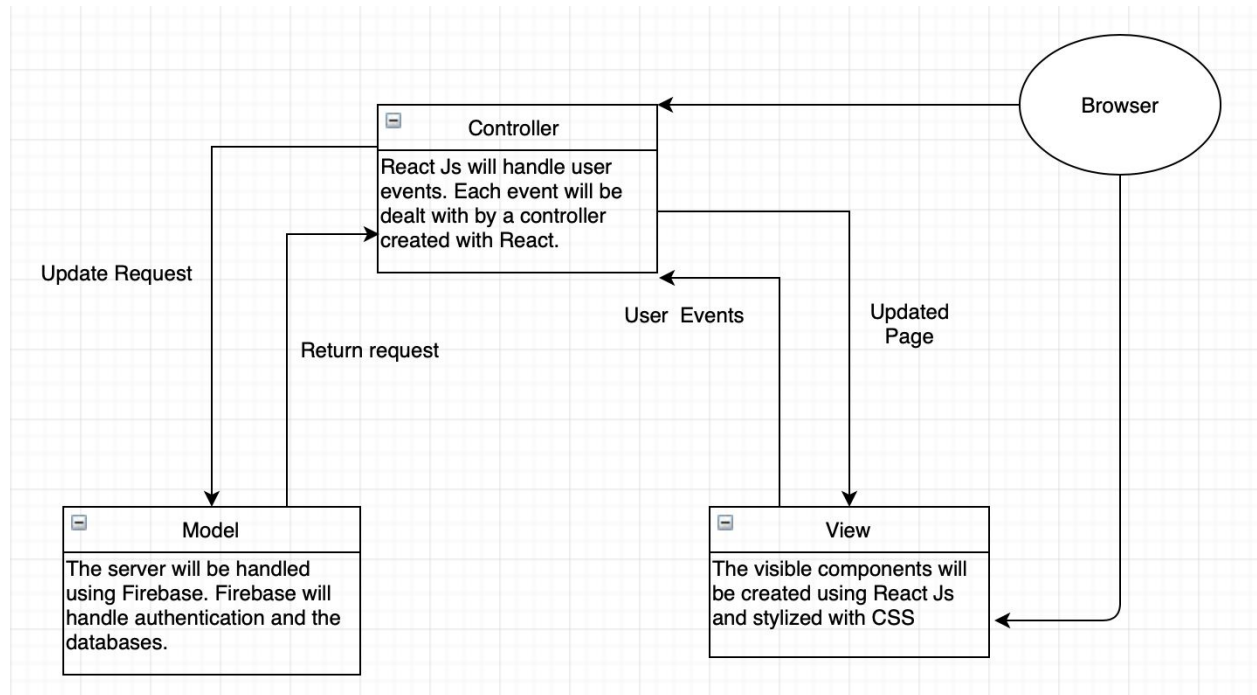 Browser
Controller
React Js will handle user
events. Each event will be
dealt with by a controller
created with React.
Update Request
Return request
User  Events
Updated
Page
Model
The server will be handled
using Firebase. Firebase will
handle authentication and the
databases.
View
The visible components will
be created using React Js
and stylized with CSS